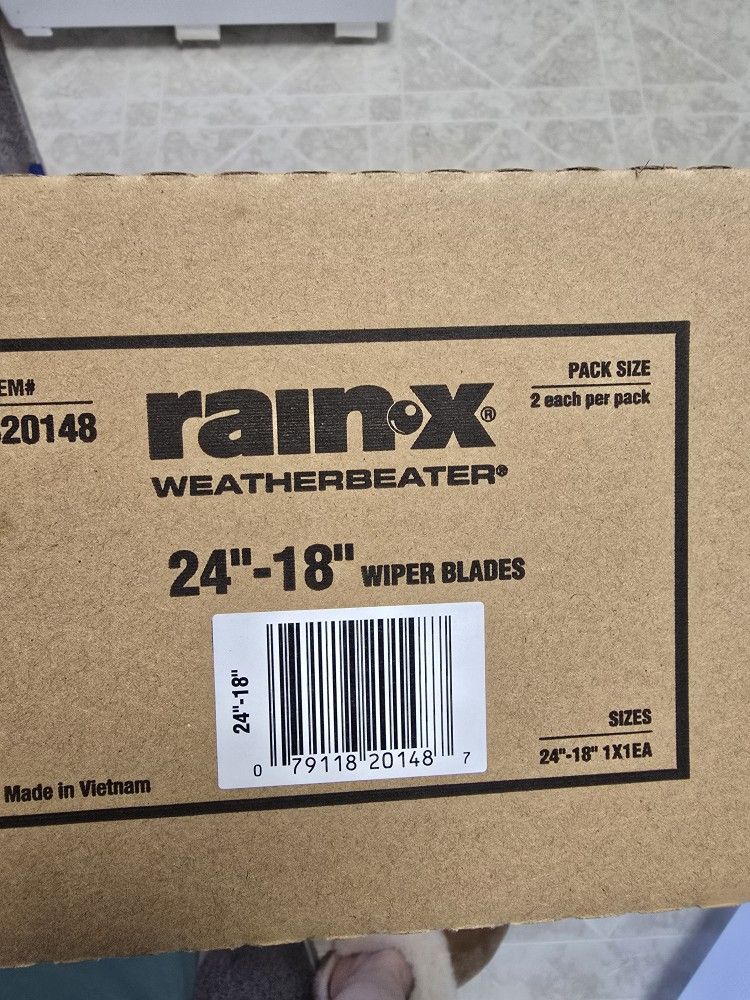 EM#
20148
rain-x®
WEATHERBEATER®
PACK SIZE
2 each per pack
24"-18" WIPER BLADES
24"-18"
0 79118 20148 7
SIZES
24"-18" 1X1EA
Made in Vietnam